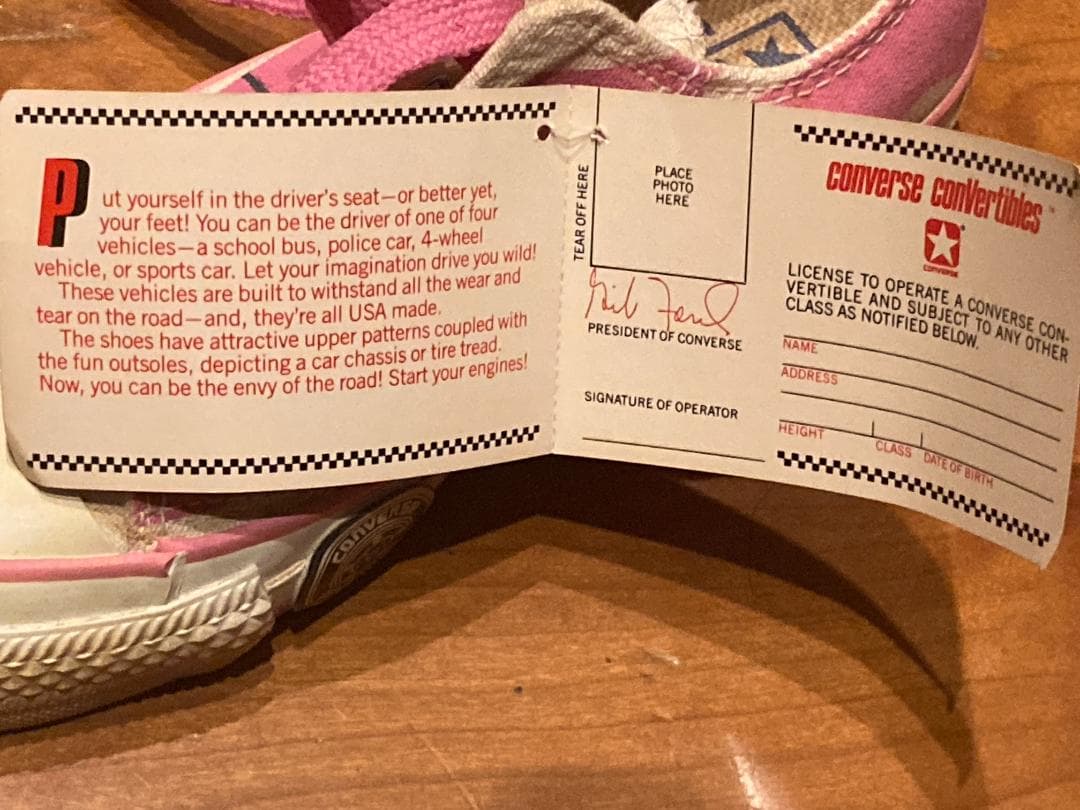 Put yourself in the driver's seat—or better yet,
your feet! You can be the driver of one of four
vehicles—a school bus, police car, 4-wheel
vehicle, or sports car. Let your imagination drive you wild!
These vehicles are built to withstand all the wear and
tear on the road—and, they're all USA made.
The shoes have attractive upper patterns coupled with
the fun outsoles, depicting a car chassis or tire tread.
Now, you can be the envy of the road! Start your engines!
TEAR OFF HERE
PLACE
PHOTO
HERE
PRESIDENT OF CONVERSE
SIGNATURE OF OPERATOR
converse convertibles™
CONVERSE®
LICENSE TO OPERATE A CONVERSE CON-
VERTIBLE AND SUBJECT TO ANY OTHER
CLASS AS NOTIFIED BELOW.
NAME
ADDRESS
HEIGHT CLASS DATE OF BIRTH
CONVERSE